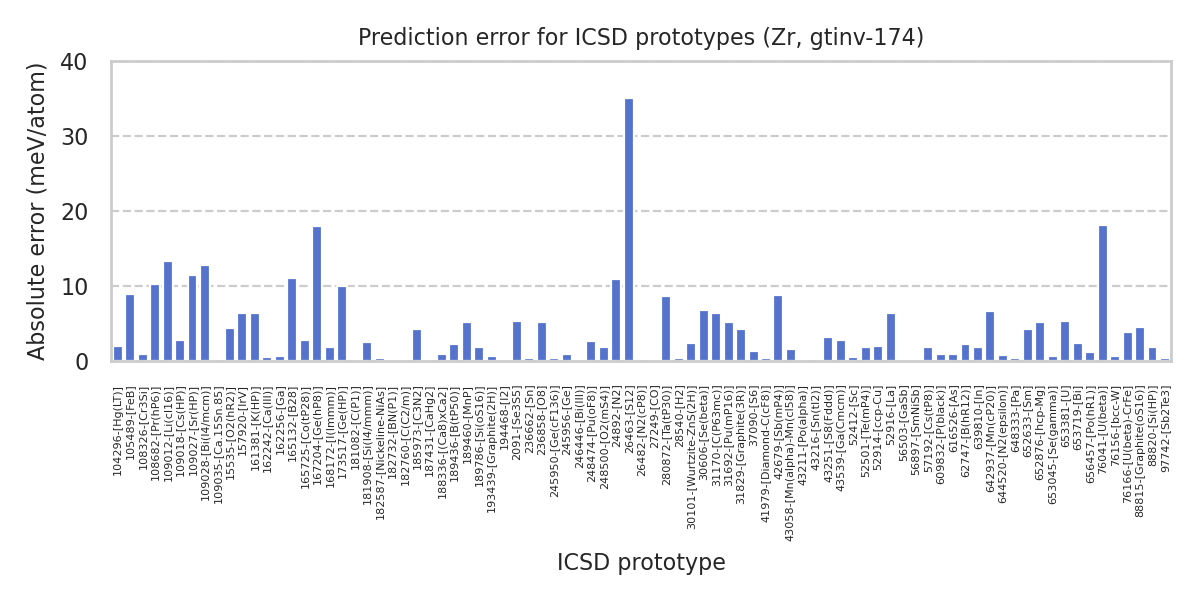 Prediction error for ICSD prototypes (Zr, gtinv-174)
Absolute error (meV/atom)
40
30
20
10
0
104296-[Hg(LT)]
105489-[FeB]
108326-[Cr3Si]
108682-[Pr(hP6)]
109012-[Li(cI16)]
109018-[Cs(HP)]
109027-[Sr(HP)]
109028-[Bi(I4/mcm)]
109035-[Ca.15Sn.85]
15535-[O2(hR2)]
157920-[IrV]
161381-[K(HP)]
162242-[Ca(III)]
162256-[Ga]
165132-[B28]
165725-[Co(tP28)]
167204-[Ge(hP8)]
168172-[I(Immm)]
173517-[Ge(HP)]
181082-[C(P1)]
181908-[Si(I4/mmm)]
182587-[Nickeline-NiAs]
182732-[BN(P1)]
182760-[C(C2/m)]
185973-[C3N2]
187431-[CaHg2]
188336-[(Ca8)xCa2]
189436-[B(tP50)]
189460-[MnP]
189786-[Si(oS16)]
193439-[Graphite(2H)]
194468-[I2]
2091-[Se3S5]
236662-[Sn]
236858-[O8]
245950-[Ge(cF136)]
245956-[Ge]
246446-[Bi(III)]
248474-[Pu(oF8)]
248500-[O2(mS4)]
24892-[N2]
26463-[S12]
26482-[N2(cP8)]
27249-[CO]
280872-[Ta(tP30)]
28540-[H2]
30101-[Wurtzite-ZnS(2H)]
30606-[Se(beta)]
31170-[C(P63mc)]
31692-[Pu(mP16)]
31829-[Graphite(3R)]
37090-[S6]
41979-[Diamond-C(cF8)]
42679-[Sb(mP4)]
43058-[Mn(alpha)-Mn(cI58)]
43211-[Po(alpha)]
43216-[Sn(tI2)]
43251-[S8(Fddd)]
43539-[Ga(Cmcm)]
52412-[Sc]
52501-[Te(mP4)]
52914-[ccp-Cu]
52916-[La]
56503-[GaSb]
56897-[SmNiSb]
57192-[Cs(tP8)]
609832-[P(black)]
616526-[As]
62747-[B(hR12)]
639810-[In]
642937-[Mn(cP20)]
644520-[N2(epsilon)]
648333-[Pa]
652633-[Sm]
652876-[hcp-Mg]
653045-[Se(gamma)]
653381-[U]
653719-[Bi]
656457-[Po(hR1)]
76041-[U(beta)]
76156-[bcc-W]
76166-[U(beta)-CrFe]
88815-[Graphite(oS16)]
88820-[Si(HP)]
97742-[Sb2Te3]
ICSD prototype